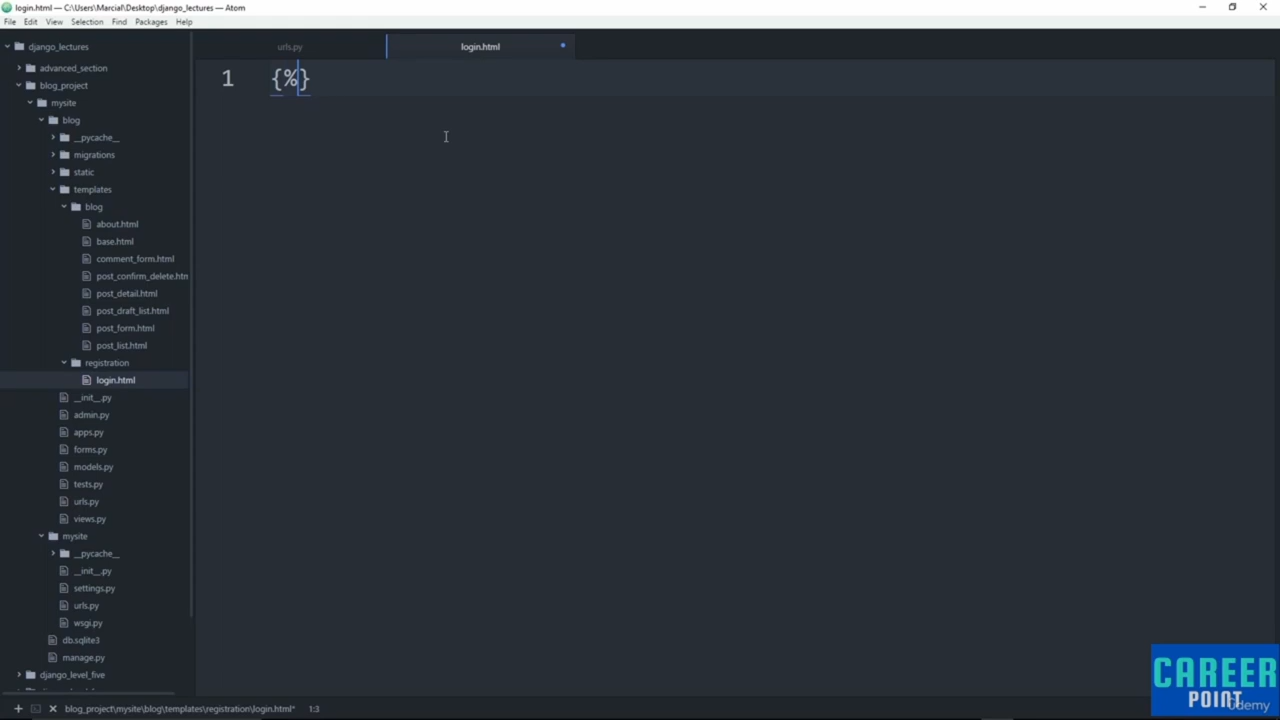 login.html — C:\Users\Marcial\Desktop\django_lectures — Atom
File Edit View Selection Find Packages Help
django_lectures
advanced_section
blog_project
mysite
blog
__pycache__
migrations
static
templates
blog
about.html
base.html
comment_form.html
post_confirm_delete.htm
post_detail.html
post_draft_list.html
post_form.html
post_list.html
registration
login.html
__init__.py
admin.py
apps.py
forms.py
models.py
tests.py
urls.py
views.py
mysite
__pycache__
__init__.py
settings.py
urls.py
wsgi.py
db.sqlite3
manage.py
django_level_five
urls.py login.html
1 {%}
blog_project\mysite\blog\templates\registration\login.html* 1:3
CAREER
POINT
Udemy